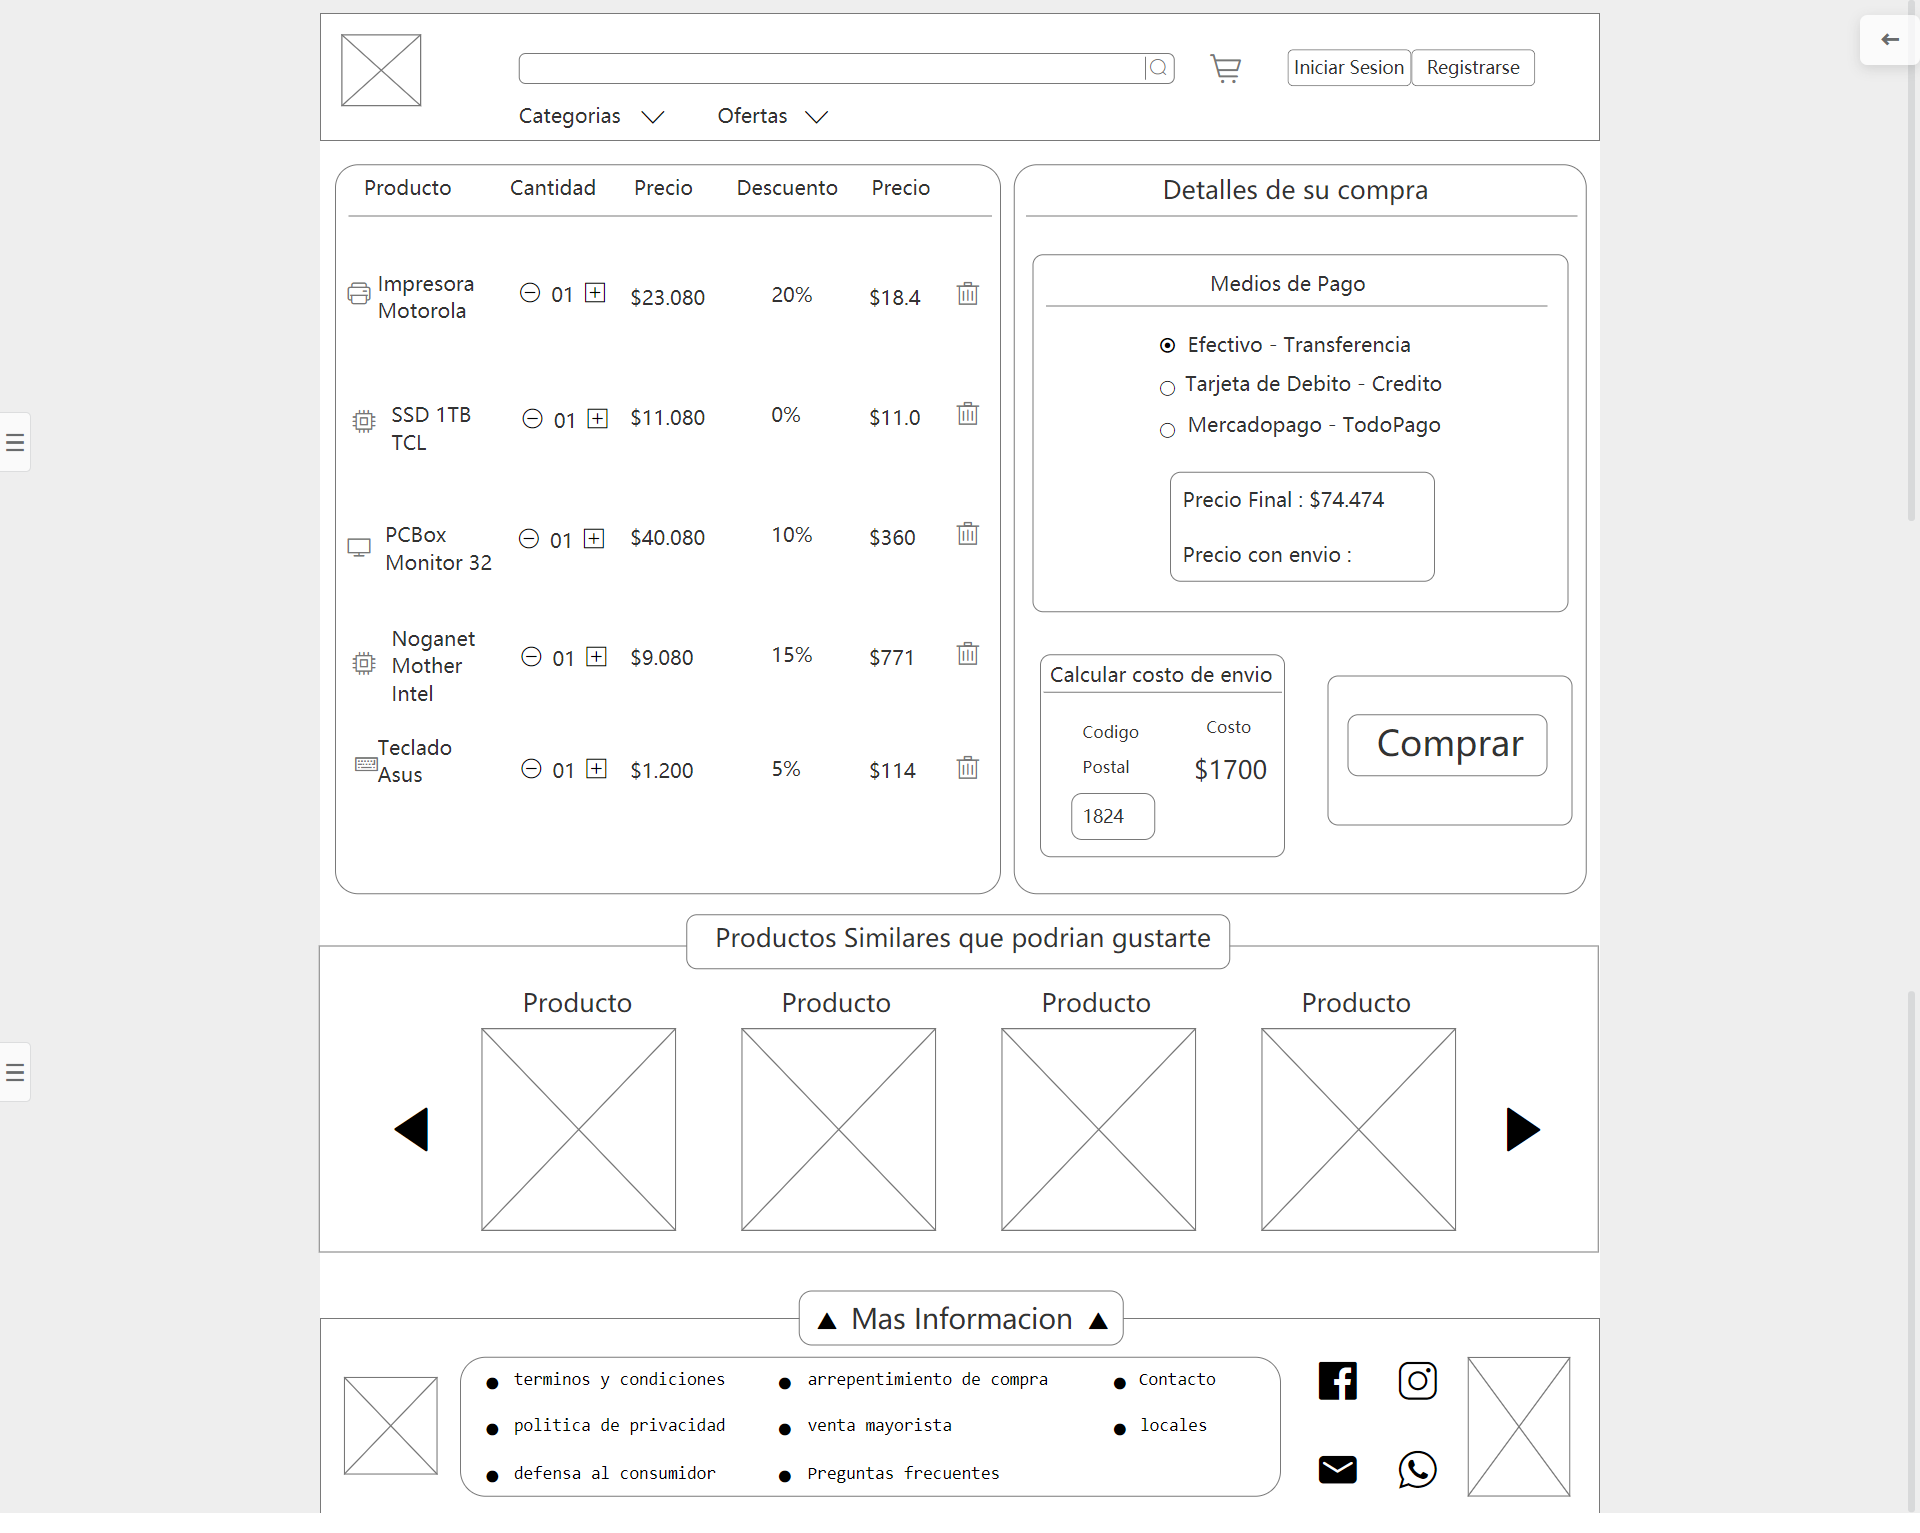 Iniciar Sesion Registrarse
Categorias Ofertas
Producto Cantidad Precio Descuento Precio
Impresora
Motorola
01 $23.080 20% $18.4
SSD 1TB
TCL
01 $11.080 0% $11.0
PCBox
Monitor 32
01 $40.080 10% $360
Noganet
Mother
Intel
01 $9.080 15% $771
Teclado
Asus
01 $1.200 5% $114
Detalles de su compra
Medios de Pago
Efectivo - Transferencia
Tarjeta de Debito - Credito
Mercadopago - TodoPago
Precio Final : $74.474
Precio con envio :
Calcular costo de envio
Codigo
Postal
1824
Costo
$1700
Comprar
Productos Similares que podrian gustarte
Producto Producto Producto Producto
Mas Informacion
terminos y condiciones
politica de privacidad
defensa al consumidor
arrepentimiento de compra
venta mayorista
Preguntas frecuentes
Contacto
locales